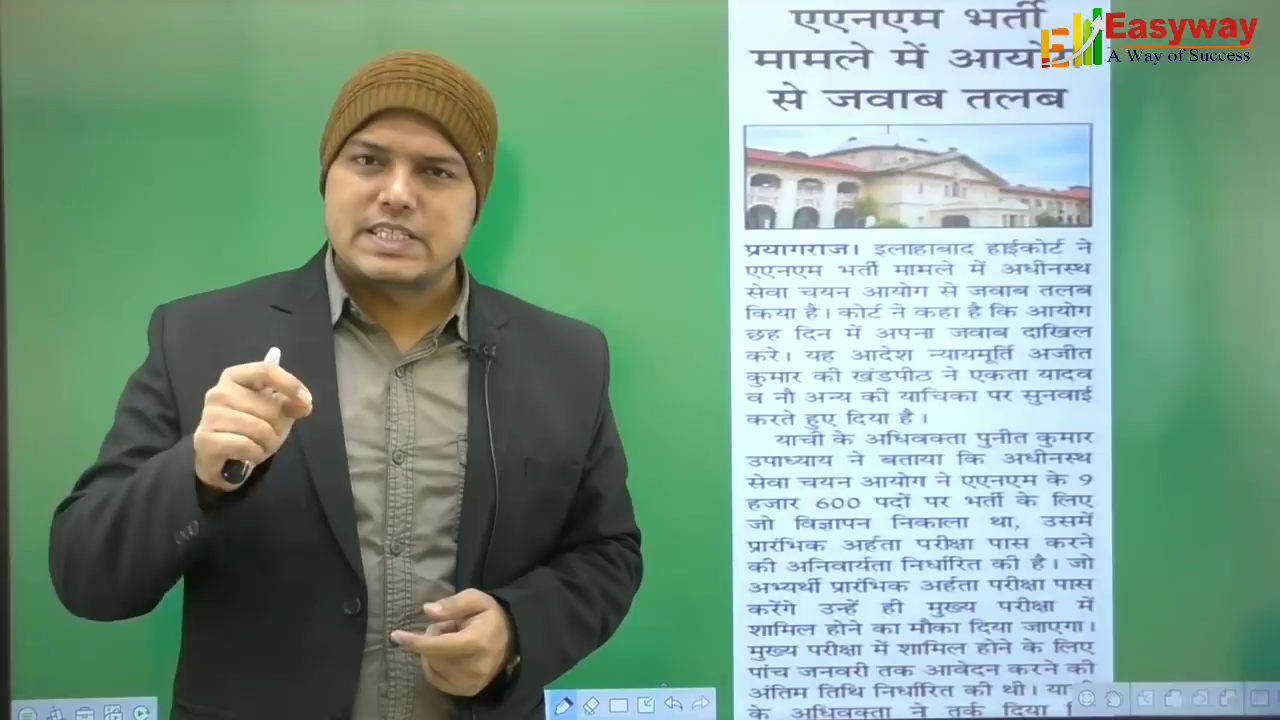 एएनएम भर्ती
मामले में
से जवाब तलब
Easyway
A Way of Success
प्रयागराज। इलाहाबाद हाईकोर्ट ने
एएनएम भर्ती मामले में अधीनस्थ
सेवा चयन आयोग से जवाब तलब
किया है। कोर्ट ने कहा है कि आयोग
छह दिन में अपना जवाब दाखिल
करे। यह आदेश न्यायमूर्ति अजीत
कुमार की खंडपीठ ने एकता यादव
व नौ अन्य की याचिका पर सुनवाई
करते हुए दिया है।
याची के अधिवक्ता पुनीत कुमार
उपाध्याय ने बताया कि अधीनस्थ
सेवा चयन आयोग ने एएनएम के 9
हजार 600 पदों पर भर्ती के लिए
जो विज्ञापन निकाला था, उसमें
प्रारंभिक अर्हता परीक्षा पास करने
की अनिवार्यता निर्धारित की है। जो
अभ्यर्थी प्रारंभिक अर्हता परीक्षा पास
करेंगे उन्हें ही मुख्य परीक्षा में
शामिल होने का मौका दिया जाएगा।
मुख्य परीक्षा में शामिल होने के लिए
पांच जनवरी तक आवेदन करने की
अंतिम तिथि निर्धारित की थी।
के अधिवक्ता ने तर्क दिया